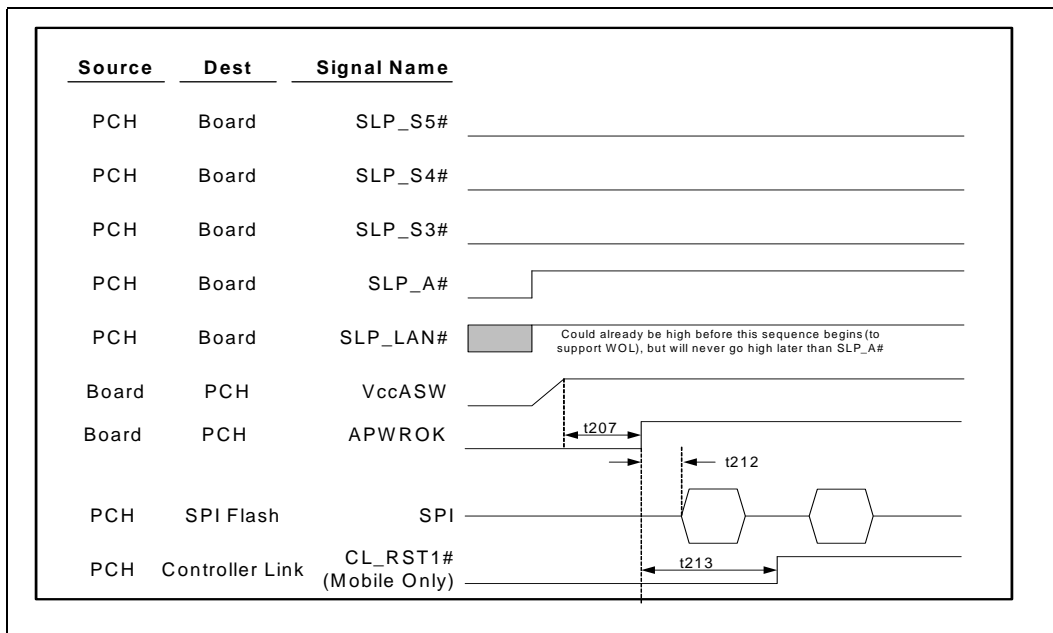 Source Dest Signal Name
PCH Board SLP_S5#
PCH Board SLP_S4#
PCH Board SLP_S3#
PCH Board SLP_A#
PCH Board SLP_LAN# Could already be high before this sequence begins (to
support WOL), but will never go high later than SLP_A#
Board PCH VccASW
Board PCH APWROK t207
t212
PCH SPI Flash SPI
PCH Controller Link CL_RST1# t213
(Mobile Only)